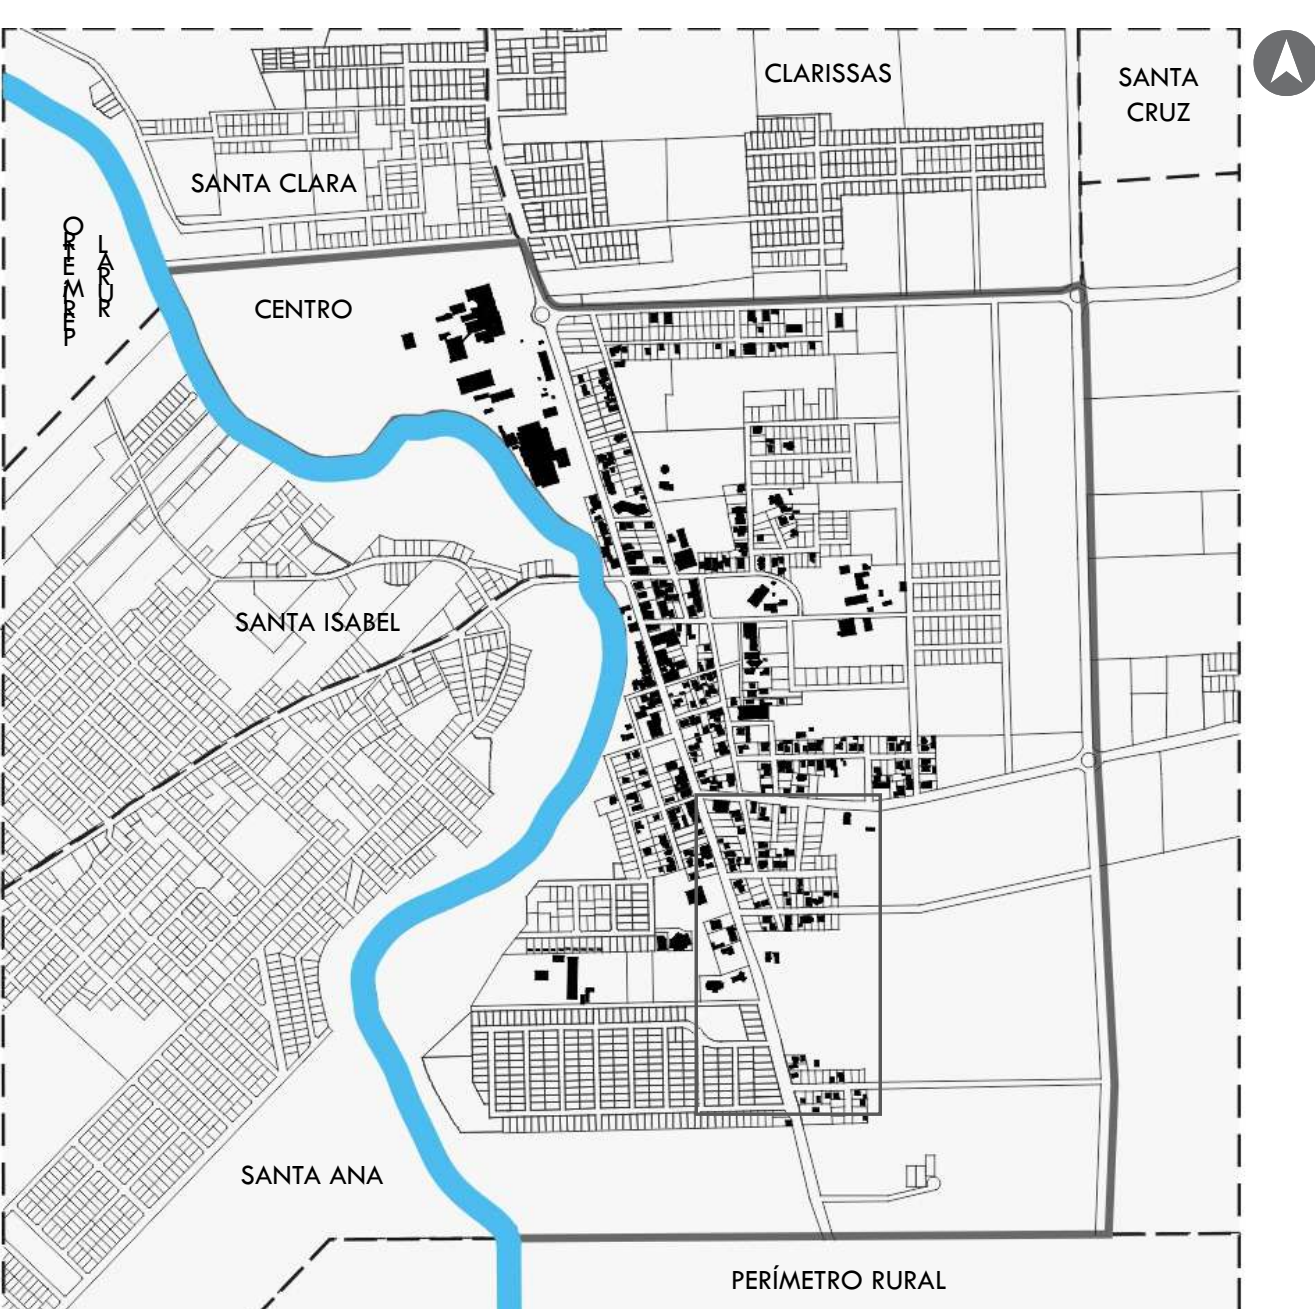 CLARISSAS
SANTA
CRUZ
SANTA CLARA
PERÍMETRO
RURAL
CENTRO
SANTA ISABEL
SANTA ANA
PERÍMETRO RURAL